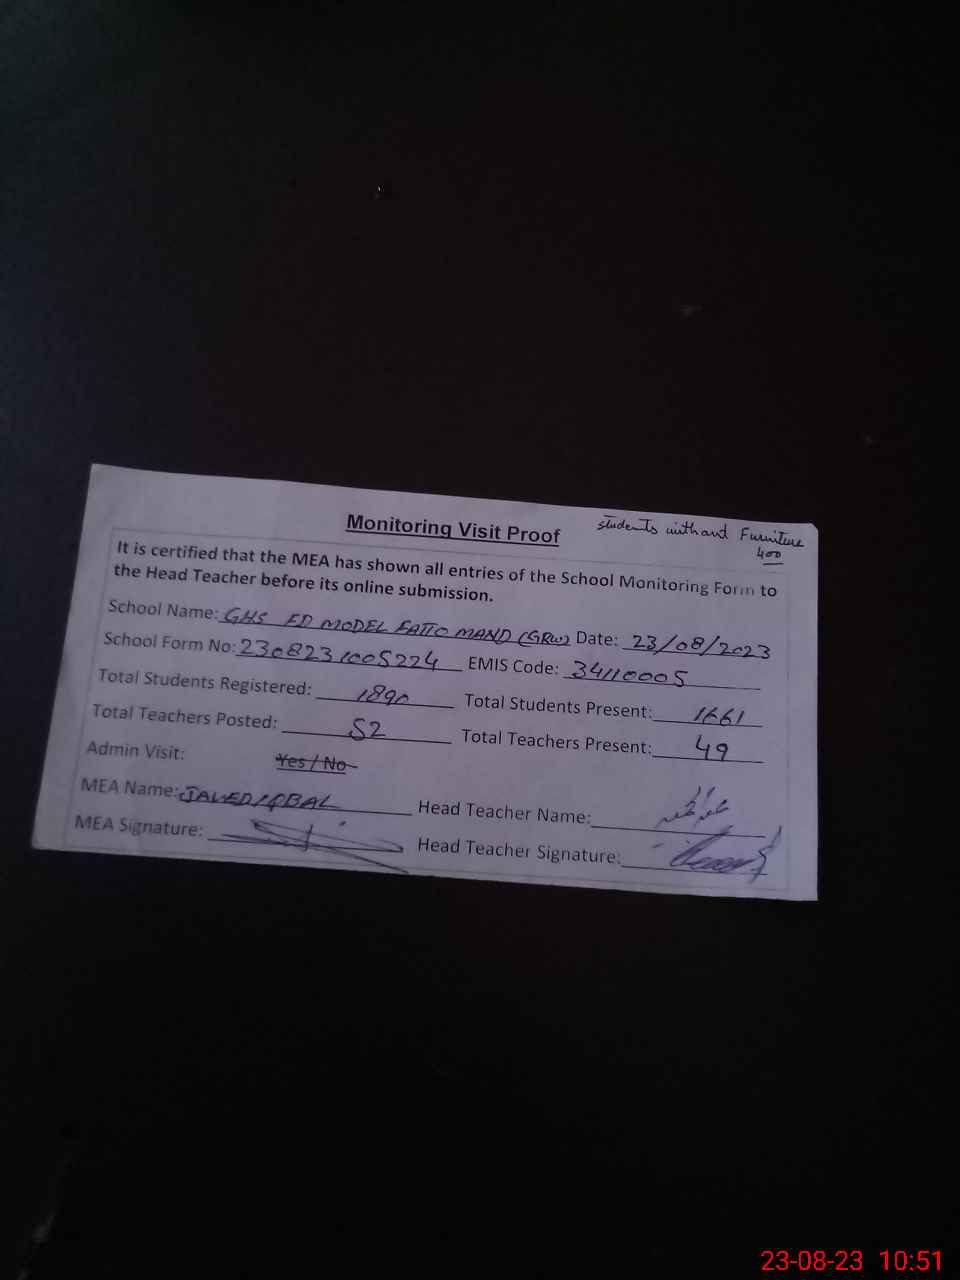 Monitoring Visit Proof
students without Furniture
400
It is certified that the MEA has shown all entries of the School Monitoring Form to
the Head Teacher before its online submission.
School Name: GHS ED MODEL FATTO MAND (GRW) Date: 23/08/2023
School Form No: 2308231005224 EMIS Code: 34110005
Total Students Registered: 1890 Total Students Present: 1661
Total Teachers Posted: 52 Total Teachers Present: 49
Admin Visit: Yes / No
MEA Name: JAVED IQBAL Head Teacher Name:
MEA Signature: Head Teacher Signature:
23-08-23 10:51